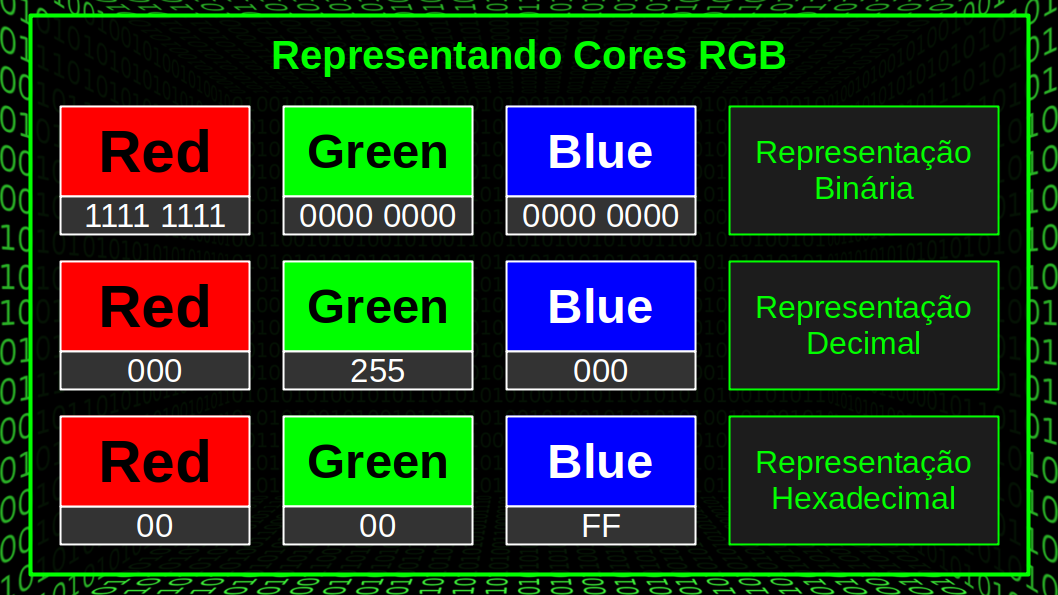 Representando Cores RGB
Red
Green
Blue
Representação
Binária
1111 1111
0000 0000
0000 0000
Red
Green
Blue
Representação
Decimal
000
255
000
Red
Green
Blue
Representação
Hexadecimal
00
00
FF